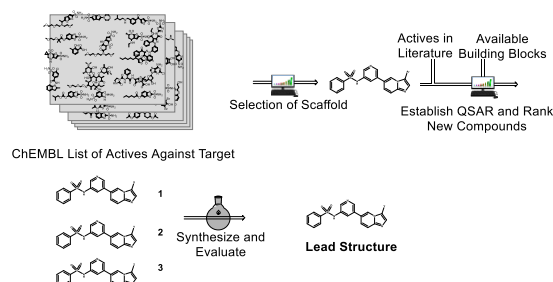 Actives in
Literature
Available
Building Blocks
Selection of Scaffold
Establish QSAR and Rank
New Compounds
ChEMBL List of Actives Against Target
1
2
3
Synthesize and
Evaluate
Lead Structure